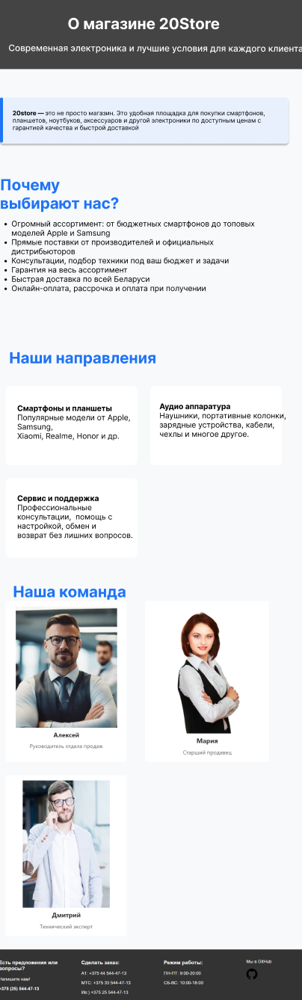 О магазине 20Store
Современная электроника и лучшие условия для каждого клиента
20store — это не просто магазин. Это удобная площадка для покупки смартфонов,
планшетов, ноутбуков, аксессуаров и другой электроники по доступным ценам с
гарантией качества и быстрой доставкой
Почему
выбирают нас?
• Огромный ассортимент: от бюджетных смартфонов до топовых
моделей Apple и Samsung
• Прямые поставки от производителей и официальных
дистрибьюторов
• Консультации, подбор техники под ваш бюджет и задачи
• Гарантия на весь ассортимент
• Быстрая доставка по всей Беларуси
• Онлайн-оплата, рассрочка и оплата при получении
Наши направления
Смартфоны и планшеты
Популярные модели от Apple,
Samsung,
Xiaomi, Realme, Honor и др.
Аудио аппаратура
Наушники, портативные колонки,
зарядные устройства, кабели,
чехлы и многое другое.
Сервис и поддержка
Профессиональные
консультации, помощь с
настройкой, обмен и
возврат без лишних вопросов.
Наша команда
Алексей
Руководитель отдела продаж
Мария
Старший продавец
Дмитрий
Технический эксперт
Есть предложения или
вопросы?
Напишите нам!
+375 (25) 544-47-13
Сделать заказ:
A1: +375 44 544-47-13
МТС: +375 33 544-47-13
life:) +375 25 544-47-13
Режим работы:
ПН-ПТ: 9:00-20:00
СБ-ВС: 10:00-18:00
Мы в GitHub